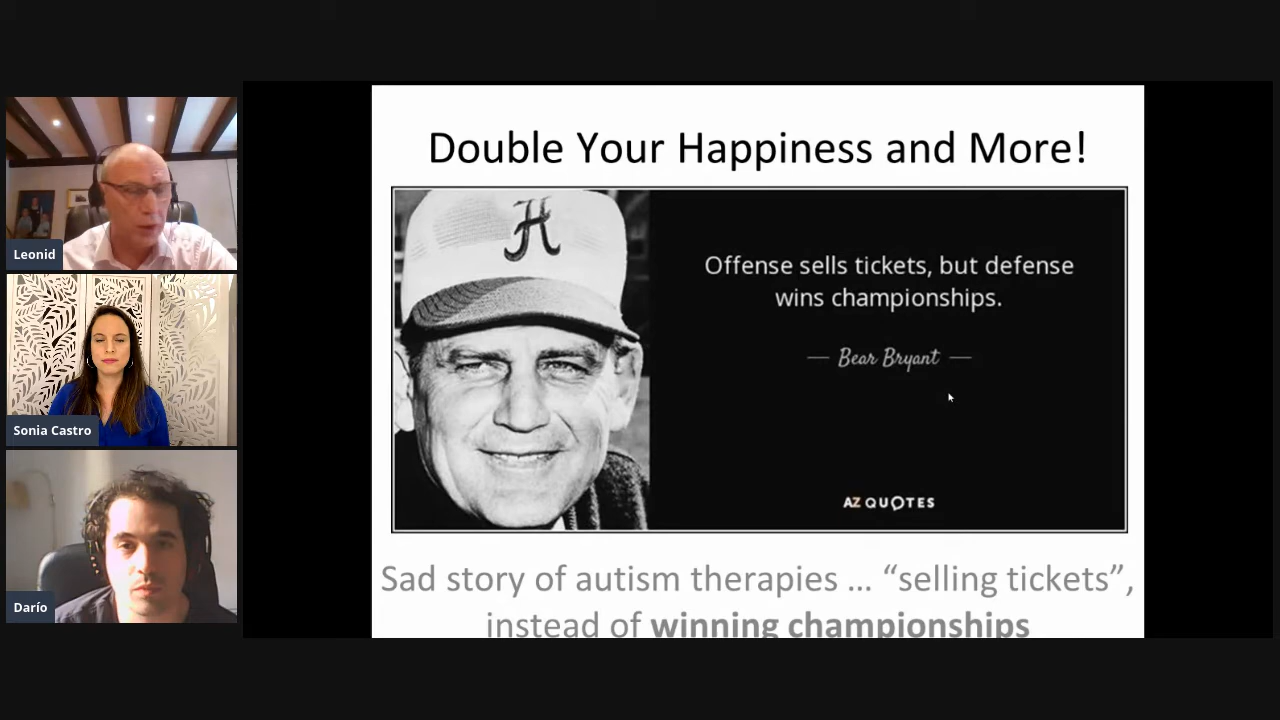 Double Your Happiness and More!
Offense sells tickets, but defense
wins championships.
— Bear Bryant —
AZ QUOTES
Sad story of autism therapies … “selling tickets”,
instead of winning championships
Leonid
Sonia Castro
Darío